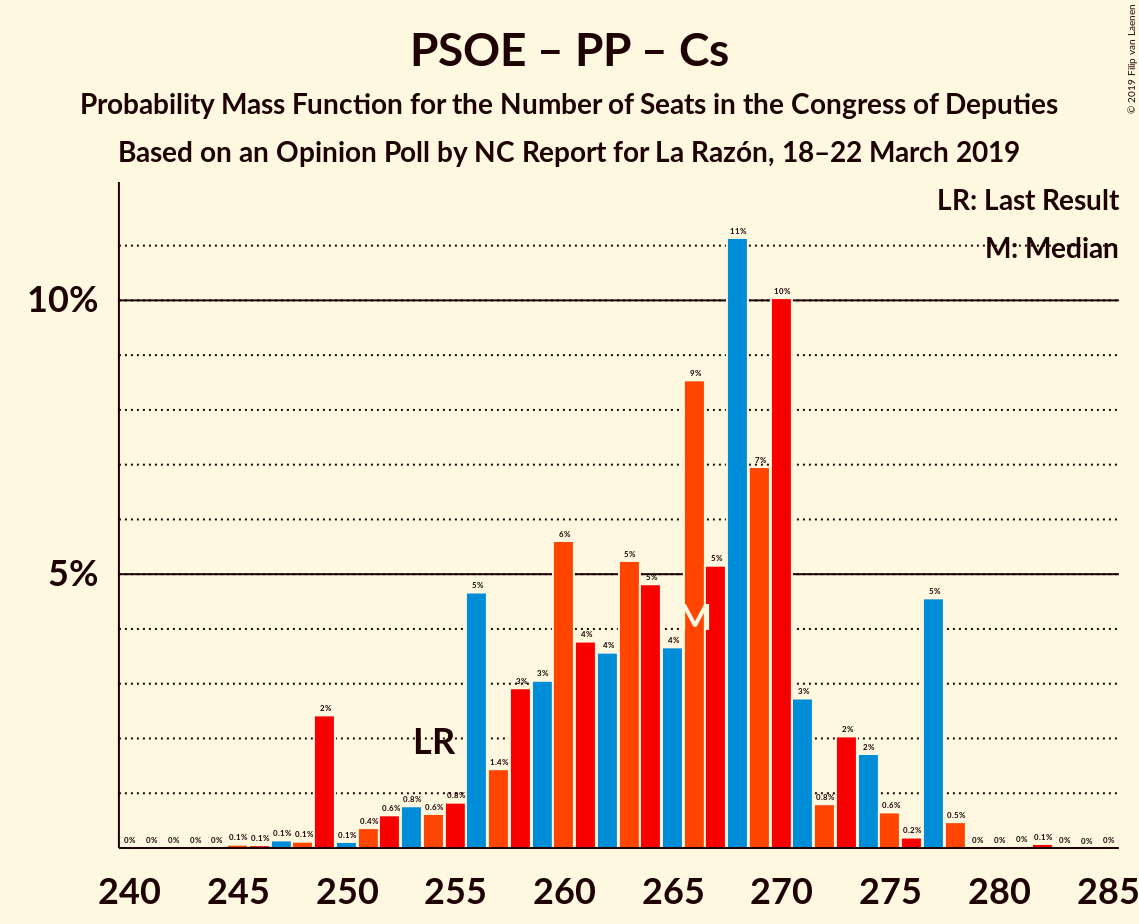 PSOE – PP – Cs
Probability Mass Function for the Number of Seats in the Congress of Deputies
Based on an Opinion Poll by NC Report for La Razón, 18–22 March 2019
© 2019 Filip van Laenen
LR: Last Result
M: Median
10%
5%
0% 0% 0% 0% 0% 0.1% 0.1% 0.1% 0.1% 2% 0.1% 0.4% 0.6% 0.8% 0.6% 0.8% 5% 1.4% 3% 3% 6% 4% 4% 5% 5% 4% 9% 5% 11% 7% 10% 3% 0.8% 2% 2% 0.6% 0.2% 5% 0.5% 0% 0% 0% 0.1% 0% 0% 0%
LR
M
240 245 250 255 260 265 270 275 280 285